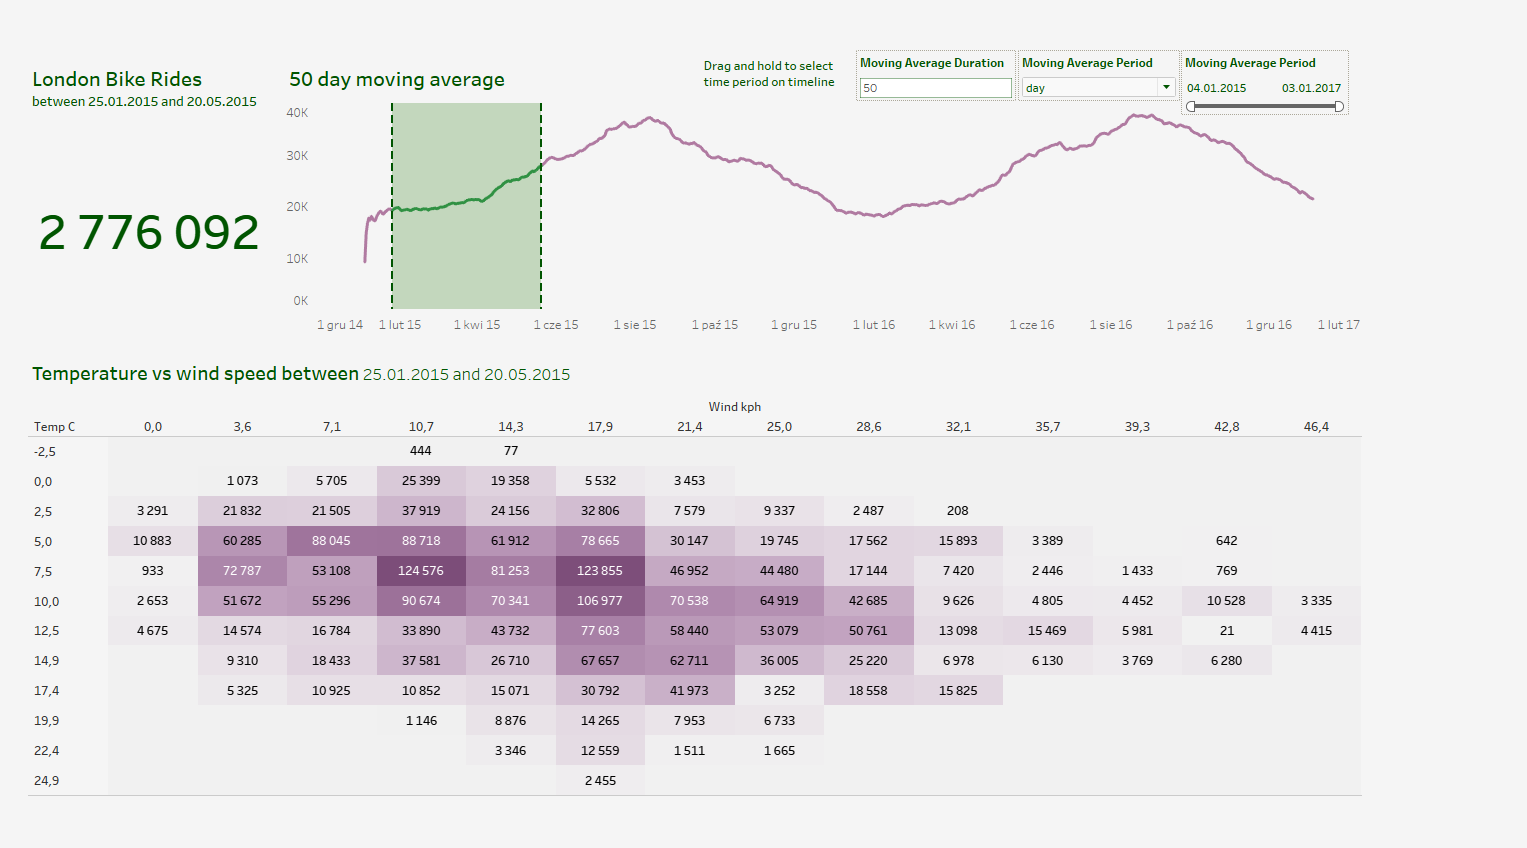 London Bike Rides
between 25.01.2015 and 20.05.2015
2 776 092
50 day moving average
Drag and hold to select
time period on timeline
Moving Average Duration
50
Moving Average Period
day
Moving Average Period
04.01.2015 03.01.2017
40K
30K
20K
10K
0K
1 gru 14 1 lut 15 1 kwi 15 1 cze 15 1 sie 15 1 paź 15 1 gru 15 1 lut 16 1 kwi 16 1 cze 16 1 sie 16 1 paź 16 1 gru 16 1 lut 17
Temperature vs wind speed between 25.01.2015 and 20.05.2015
Wind kph
Temp C 0,0 3,6 7,1 10,7 14,3 17,9 21,4 25,0 28,6 32,1 35,7 39,3 42,8 46,4
-2,5 444 77
0,0 1 073 5 705 25 399 19 358 5 532 3 453
2,5 3 291 21 832 21 505 37 919 24 156 32 806 7 579 9 337 2 487 208
5,0 10 883 60 285 88 045 88 718 61 912 78 665 30 147 19 745 17 562 15 893 3 389 642
7,5 933 72 787 53 108 124 576 81 253 123 855 46 952 44 480 17 144 7 420 2 446 1 433 769
10,0 2 653 51 672 55 296 90 674 70 341 106 977 70 538 64 919 42 685 9 626 4 805 4 452 10 528 3 335
12,5 4 675 14 574 16 784 33 890 43 732 77 603 58 440 53 079 50 761 13 098 15 469 5 981 21 4 415
14,9 9 310 18 433 37 581 26 710 67 657 62 711 36 005 25 220 6 978 6 130 3 769 6 280
17,4 5 325 10 925 10 852 15 071 30 792 41 973 3 252 18 558 15 825
19,9 1 146 8 876 14 265 7 953 6 733
22,4 3 346 12 559 1 511 1 665
24,9 2 455